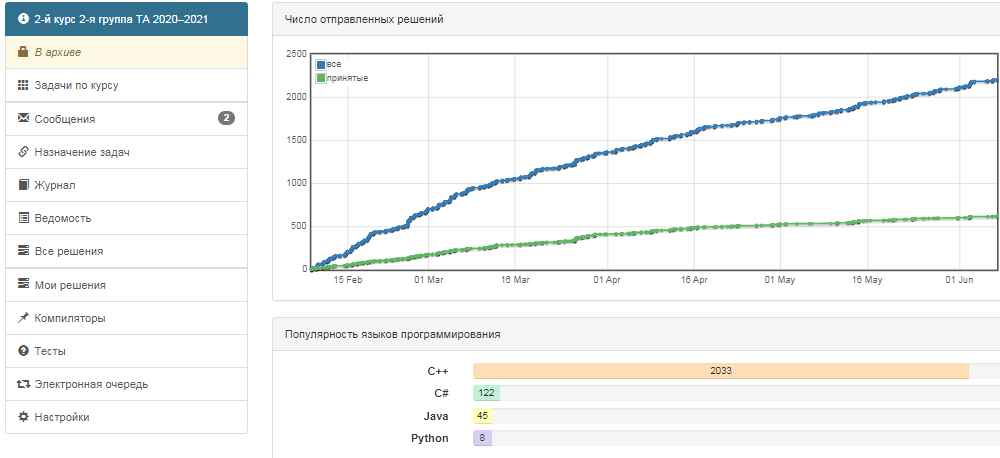 2-й курс 2-я группа ТА 2020–2021
В архиве
Задачи по курсу
Сообщения 2
Назначение задач
Журнал
Ведомость
Все решения
Мои решения
Компиляторы
Тесты
Электронная очередь
Настройки
Число отправленных решений
2500
2000
1500
1000
500
0
все
принятые
15 Feb 01 Mar 16 Mar 01 Apr 16 Apr 01 May 16 May 01 Jun
Популярность языков программирования
C++ 2033
C# 122
Java 45
Python 8